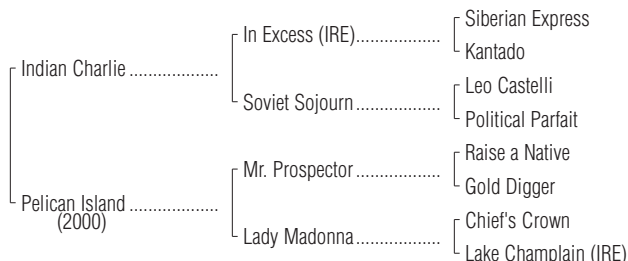 Siberian Express
In Excess (IRE)....................
Kantado
Indian Charlie.....................
Leo Castelli
Soviet Sojourn.....................
Political Parfait
Raise a Native
Mr. Prospector.....................
Gold Digger
Pelican Island.....................
(2000)
Chief's Crown
Lady Madonna.....................
Lake Champlain (IRE)